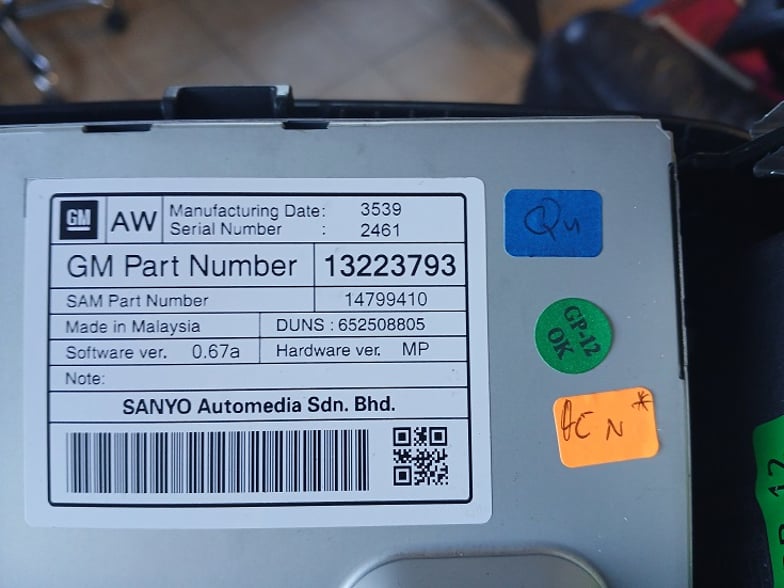 GM AW Manufacturing Date: 3539
Serial Number : 2461
GM Part Number 13223793
SAM Part Number 14799410
Made in Malaysia DUNS : 652508805
Software ver. 0.67a Hardware ver. MP
Note:
SANYO Automedia Sdn. Bhd.
GP-12
OK